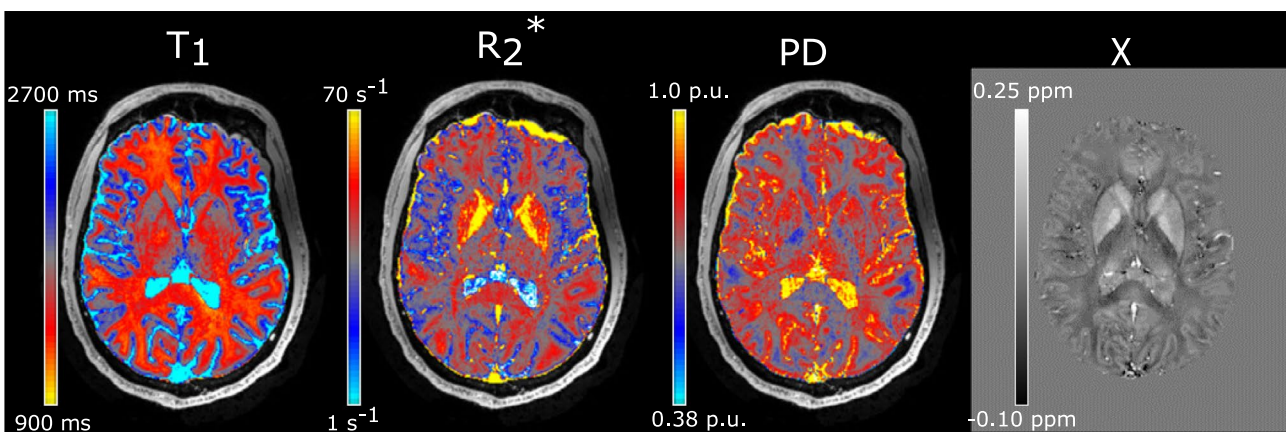 T1
R2*
PD
X
2700 ms
70 s-1
1.0 p.u.
0.25 ppm
900 ms
1 s-1
0.38 p.u.
-0.10 ppm